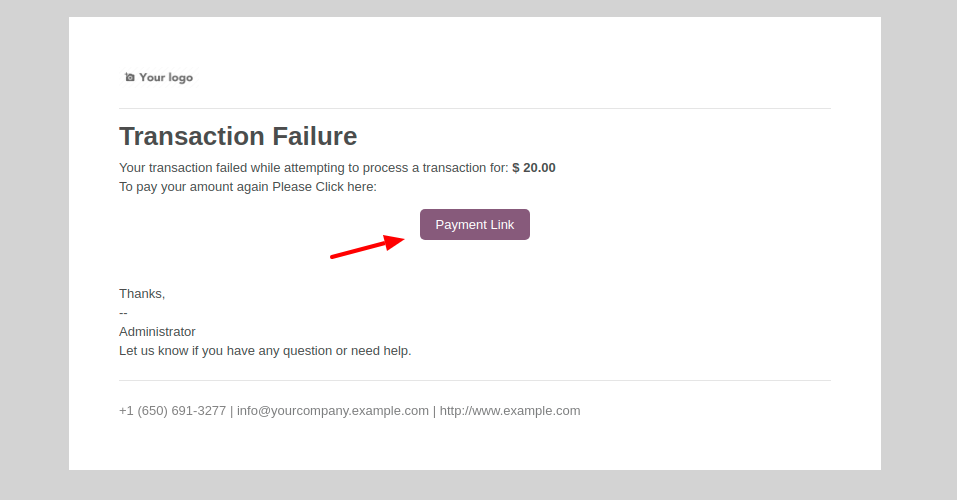 Your logo
Transaction Failure
Your transaction failed while attempting to process a transaction for: $ 20.00
To pay your amount again Please Click here:
Payment Link
Thanks,
--
Administrator
Let us know if you have any question or need help.
+1 (650) 691-3277 | info@yourcompany.example.com | http://www.example.com